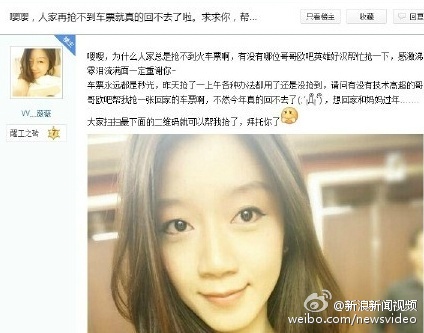 嘤嘤，人家再抢不到车票就真的回不去了啦。求求你，帮...
只看楼主
收藏
回复
楼主
嘤嘤，为什么人家总是抢不到火车票啊，有没有哪位哥哥欧吧英雄好汉帮忙抢一下，感激涕
零泪流满面一定重谢你~
车票永远都是秒光，昨天抢了一上午各种办法都用了还是没抢到，请问有没有技术高超的哥
哥欧吧帮我抢一张回家的车票啊，不然今年真的回不去了
，想回家和妈妈过年……
大家扫扫最下面的二维码就可以帮我抢了，拜托你了
VV__薇薇
7
@新浪新闻视频
weibo.com/newsvideo